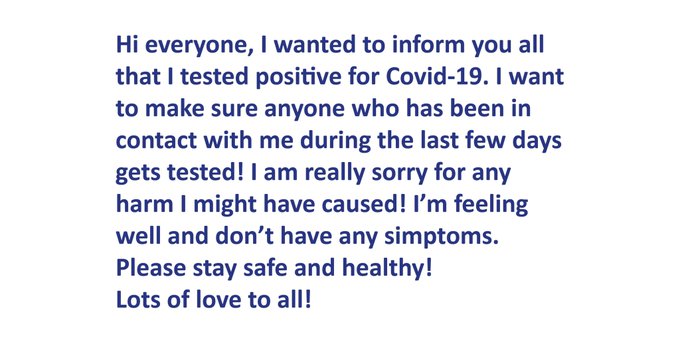 Hi everyone, I wanted to inform you all
that I tested positive for Covid-19. I want
to make sure anyone who has been in
contact with me during the last few days
gets tested! I am really sorry for any
harm I might have caused! I’m feeling
well and don’t have any simptoms.
Please stay safe and healthy!
Lots of love to all!